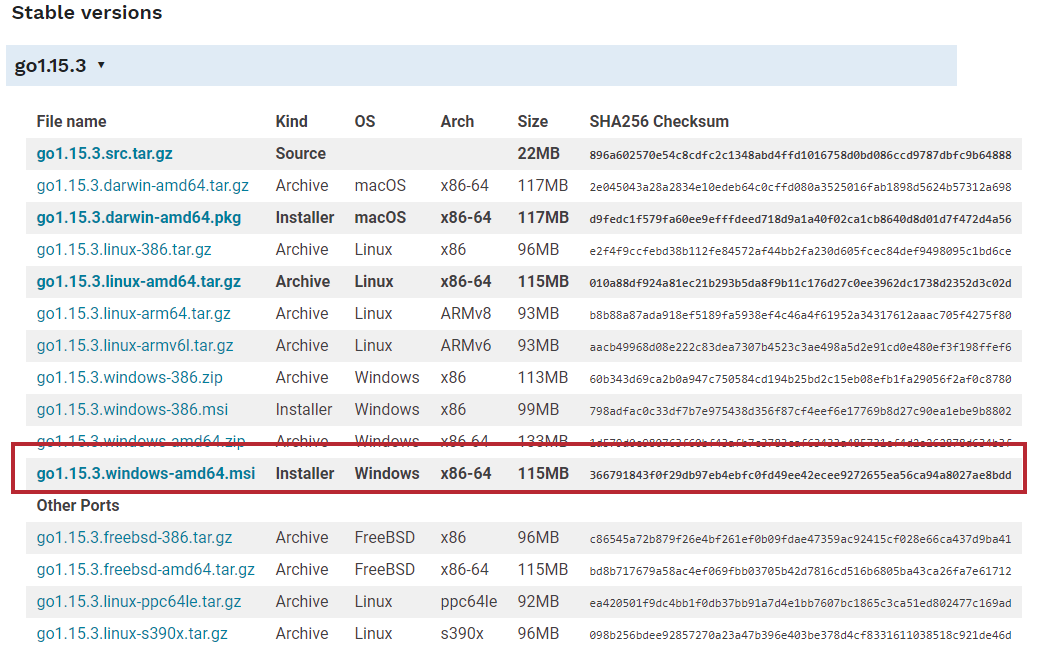 Stable versions
go1.15.3 ▾
File name Kind OS Arch Size SHA256 Checksum
go1.15.3.src.tar.gz Source 22MB 896a602570e54c8cdfc2c1348abd4ffd1016758d0bd086ccd9787dbfc9b64888
go1.15.3.darwin-amd64.tar.gz Archive macOS x86-64 117MB 2e045043a28a2834e10edeb64c0cffd080a3525016fab1898d5624b57312a698
go1.15.3.darwin-amd64.pkg Installer macOS x86-64 117MB d9fedc1f579fa60ee9efffdeed718d9a1a40f02ca1cb8640d8d01d7f472d4a56
go1.15.3.linux-386.tar.gz Archive Linux x86 96MB e2f4f9ccfebd38b112fe84572af44bb2fa230d605fcec84def9498095c1bd6ce
go1.15.3.linux-amd64.tar.gz Archive Linux x86-64 115MB 010a88df924a81ec21b293b5da8f9b11c176d27c0ee3962dc1738d2352d3c02d
go1.15.3.linux-arm64.tar.gz Archive Linux ARMv8 93MB b8b88a87ada918ef5189fa5938ef4c46a4f61952a34317612aaac705f4275f80
go1.15.3.linux-armv6l.tar.gz Archive Linux ARMv6 93MB aacb49968d08e222c83dea7307b4523c3ae498a5d2e91cd0e480ef3f198ffef6
go1.15.3.windows-386.zip Archive Windows x86 113MB 60b343d69ca2b0a947c750584cd194b25bd2c15eb08efb1fa29056f2af0c8780
go1.15.3.windows-386.msi Installer Windows x86 99MB 798adfac0c33df7b7e975438d356f87cf4eef6e17769b8d27c90ea1ebe9b8802
go1.15.3.windows-amd64.zip Archive Windows x86-64 133MB
go1.15.3.windows-amd64.msi Installer Windows x86-64 115MB 366791843f0f29db97eb4ebfc0fd49ee42ecee9272655ea56ca94a8027ae8bdd
Other Ports
go1.15.3.freebsd-386.tar.gz Archive FreeBSD x86 96MB c86545a72b879f26e4bf261ef0b09fdae47359ac92415cf028e66ca437d9ba41
go1.15.3.freebsd-amd64.tar.gz Archive FreeBSD x86-64 115MB bd8b717679a58ac4ef069fbb03705b42d7816cd516b6805ba43ca26fa7e61712
go1.15.3.linux-ppc64le.tar.gz Archive Linux ppc64le 92MB ea420501f9dc4bb1f0db37bb91a7d4e1bb7607bc1865c3ca51ed802477c169ad
go1.15.3.linux-s390x.tar.gz Archive Linux s390x 96MB 098b256bdee92857270a23a47b396e403be378d4cf8331611038518c921de46d